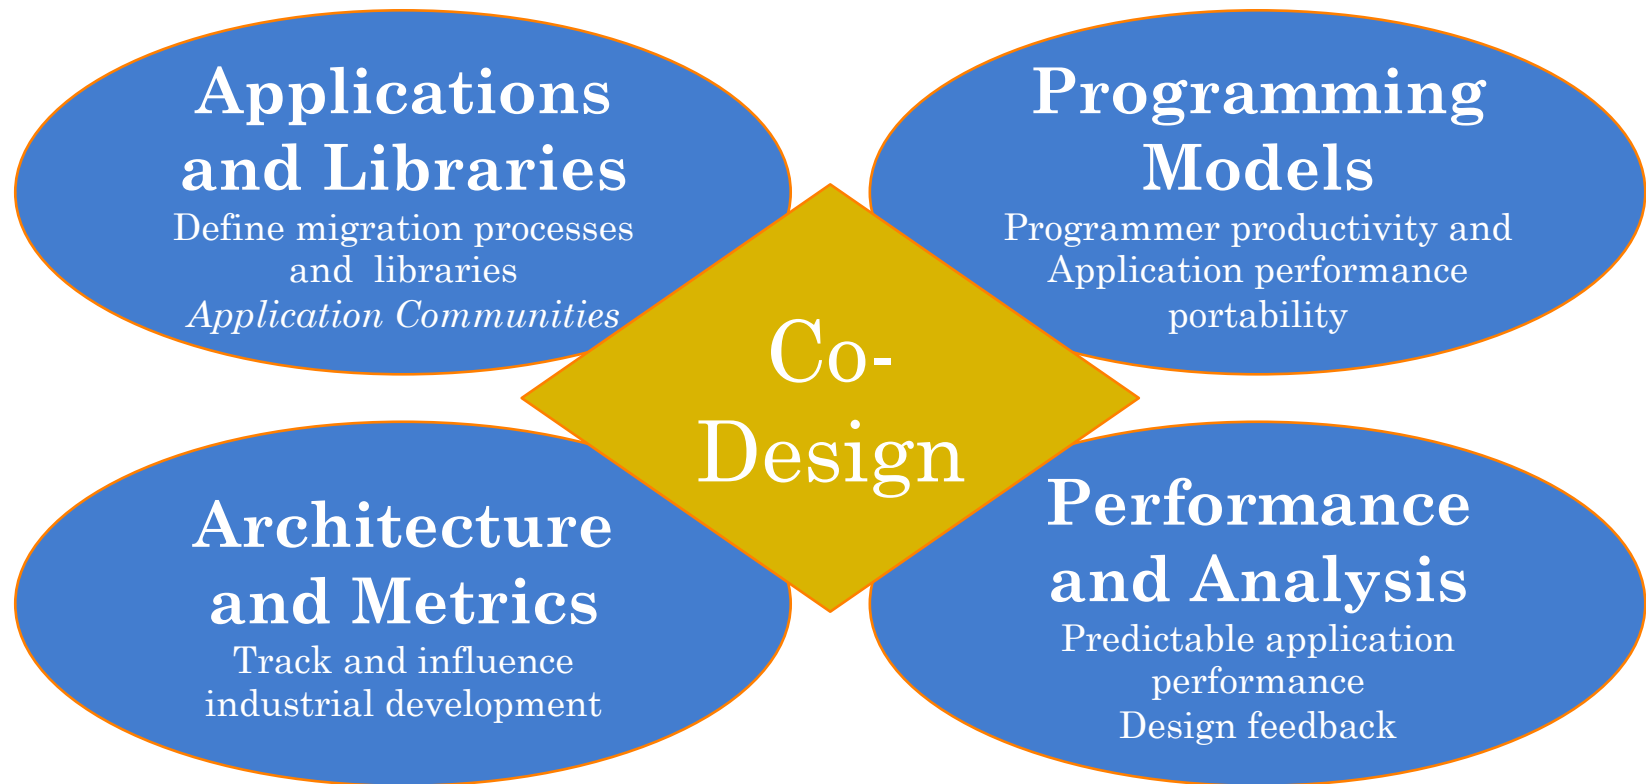 Applications
and Libraries
Define migration processes
and  libraries
Application Communities
Programming
Models
Programmer productivity and
Application performance
portability
Co-
Design
Architecture
and Metrics
Track and influence
industrial development
Performance
and Analysis
Predictable application
performance
Design feedback